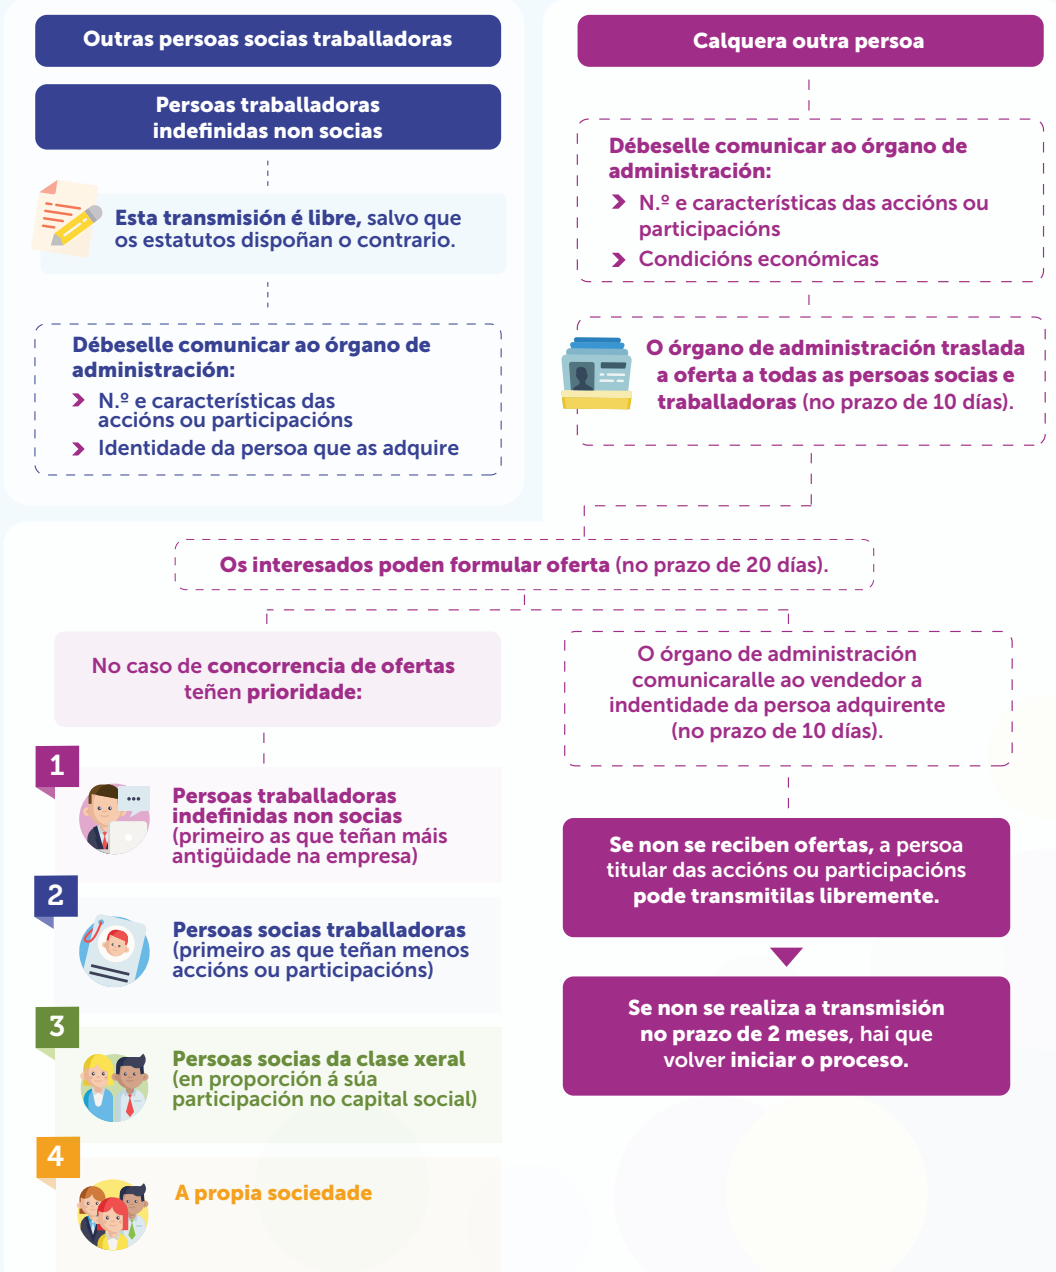 Outras persoas socias traballadoras
Persoas traballadoras
indefinidas non socias
Esta transmisión é libre, salvo que
os estatutos dispoñan o contrario.
Débeselle comunicar ao órgano de
administración:
N.º e características das
accións ou participacións
Identidade da persoa que as adquire
Calquera outra persoa
Débeselle comunicar ao órgano de
administración:
N.º e características das accións ou
participacións
Condicións económicas
O órgano de administración traslada
a oferta a todas as persoas socias e
traballadoras (no prazo de 10 días).
Os interesados poden formular oferta (no prazo de 20 días).
No caso de concorrencia de ofertas
teñen prioridade:
1
Persoas traballadoras
indefinidas non socias
(primeiro as que teñan máis
antigüidade na empresa)
2
Persoas socias traballadoras
(primeiro as que teñan menos
accións ou participacións)
3
Persoas socias da clase xeral
(en proporción á súa
participación no capital social)
4
A propia sociedade
O órgano de administración
comunicaralle ao vendedor a
indentidade da persoa adquirente
(no prazo de 10 días).
Se non se reciben ofertas, a persoa
titular das accións ou participacións
pode transmitilas libremente.
Se non se realiza a transmisión
no prazo de 2 meses, hai que
volver iniciar o proceso.